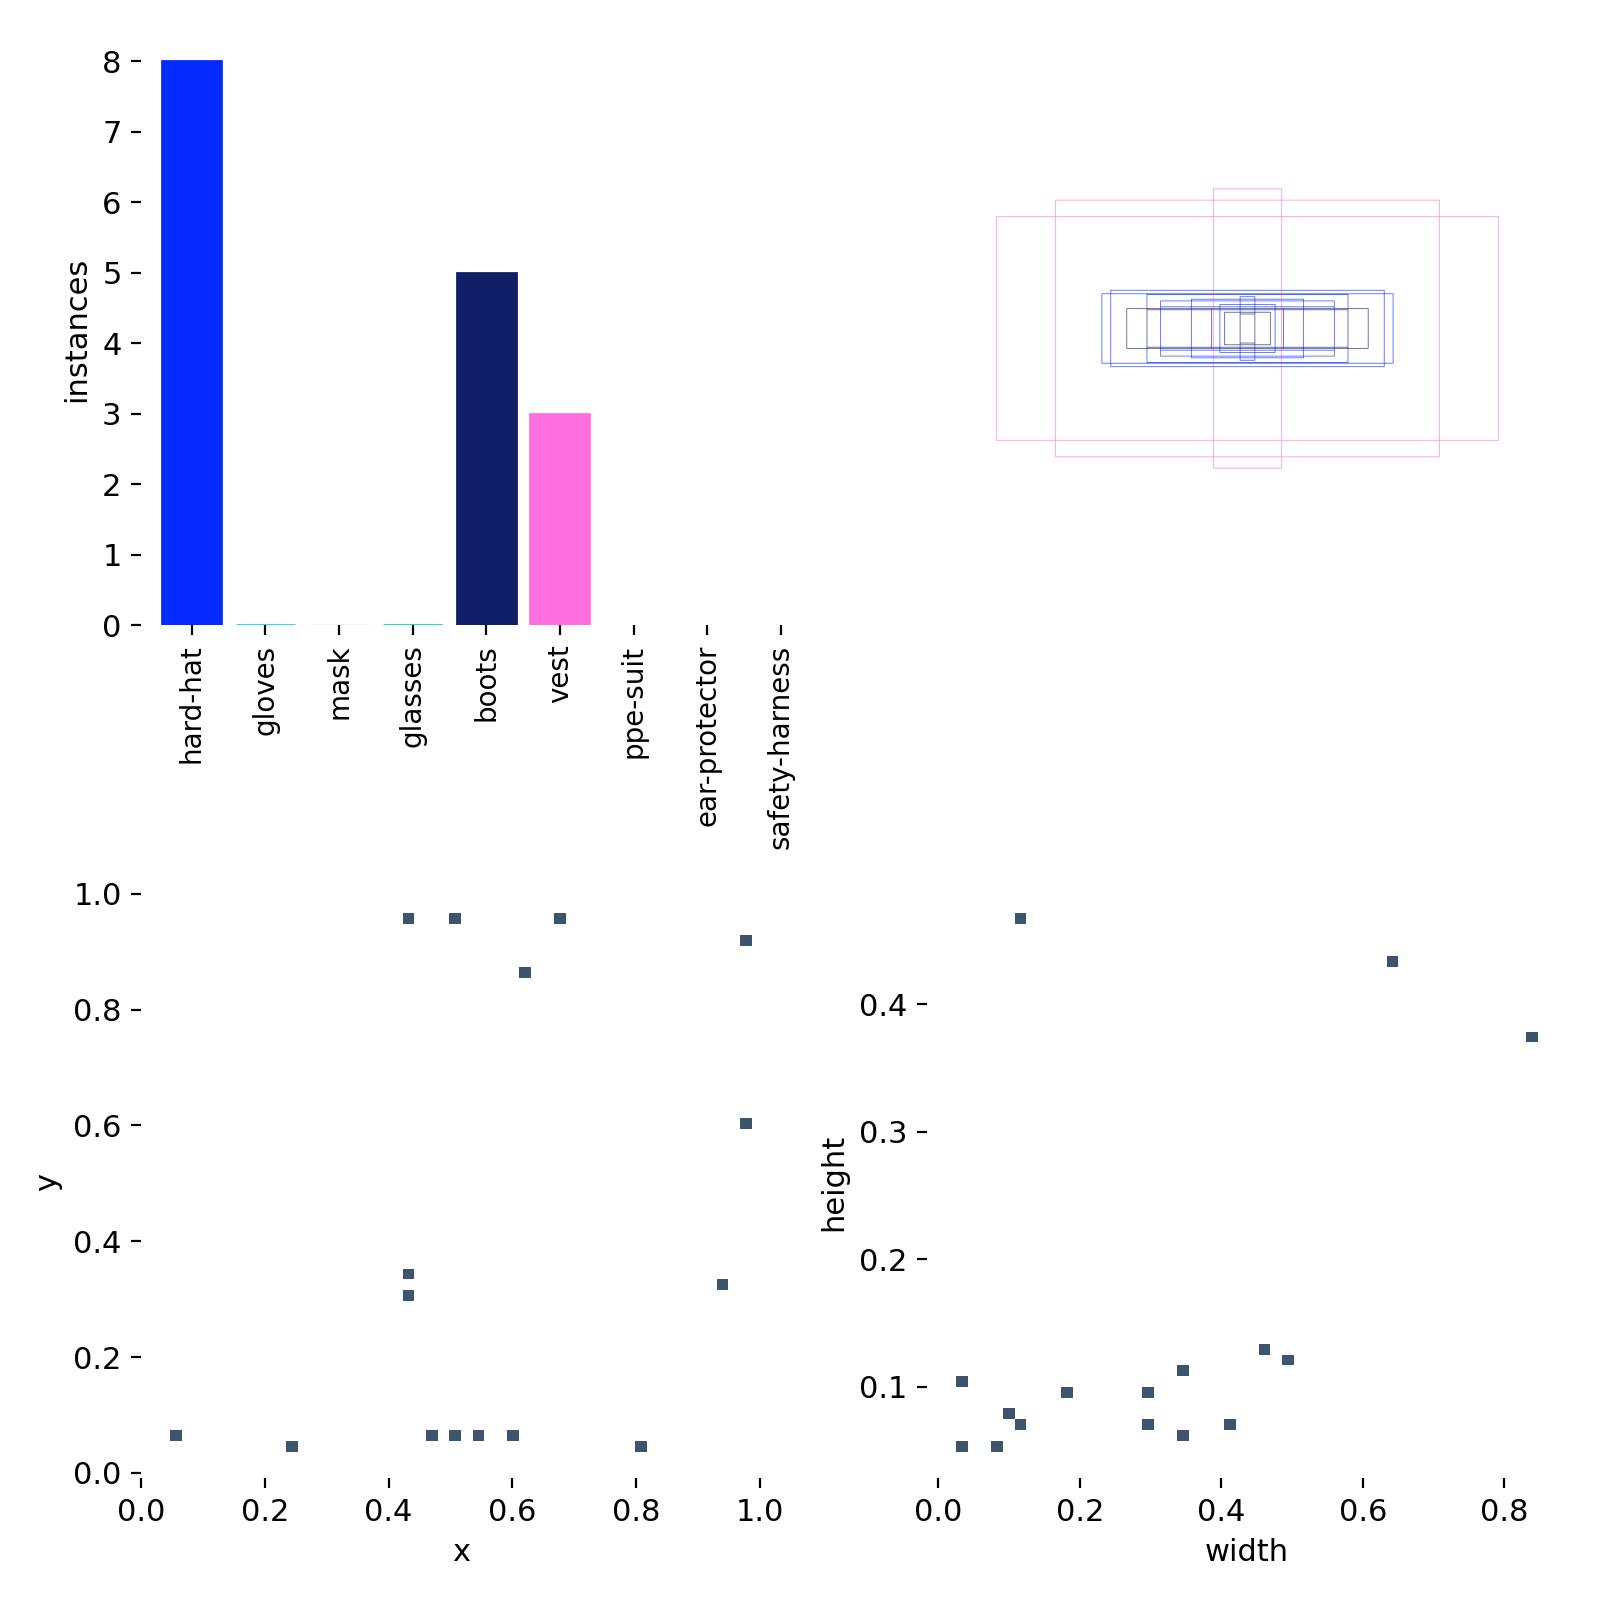 8
7
6
5
4
3
2
1
0
instances
hard-hat
gloves
mask
glasses
boots
vest
ppe-suit
ear-protector
safety-harness
1.0
0.8
0.6
0.4
0.2
0.0
y
0.0 0.2 0.4 0.6 0.8 1.0
x
0.4
0.3
0.2
0.1
height
0.0 0.2 0.4 0.6 0.8
width